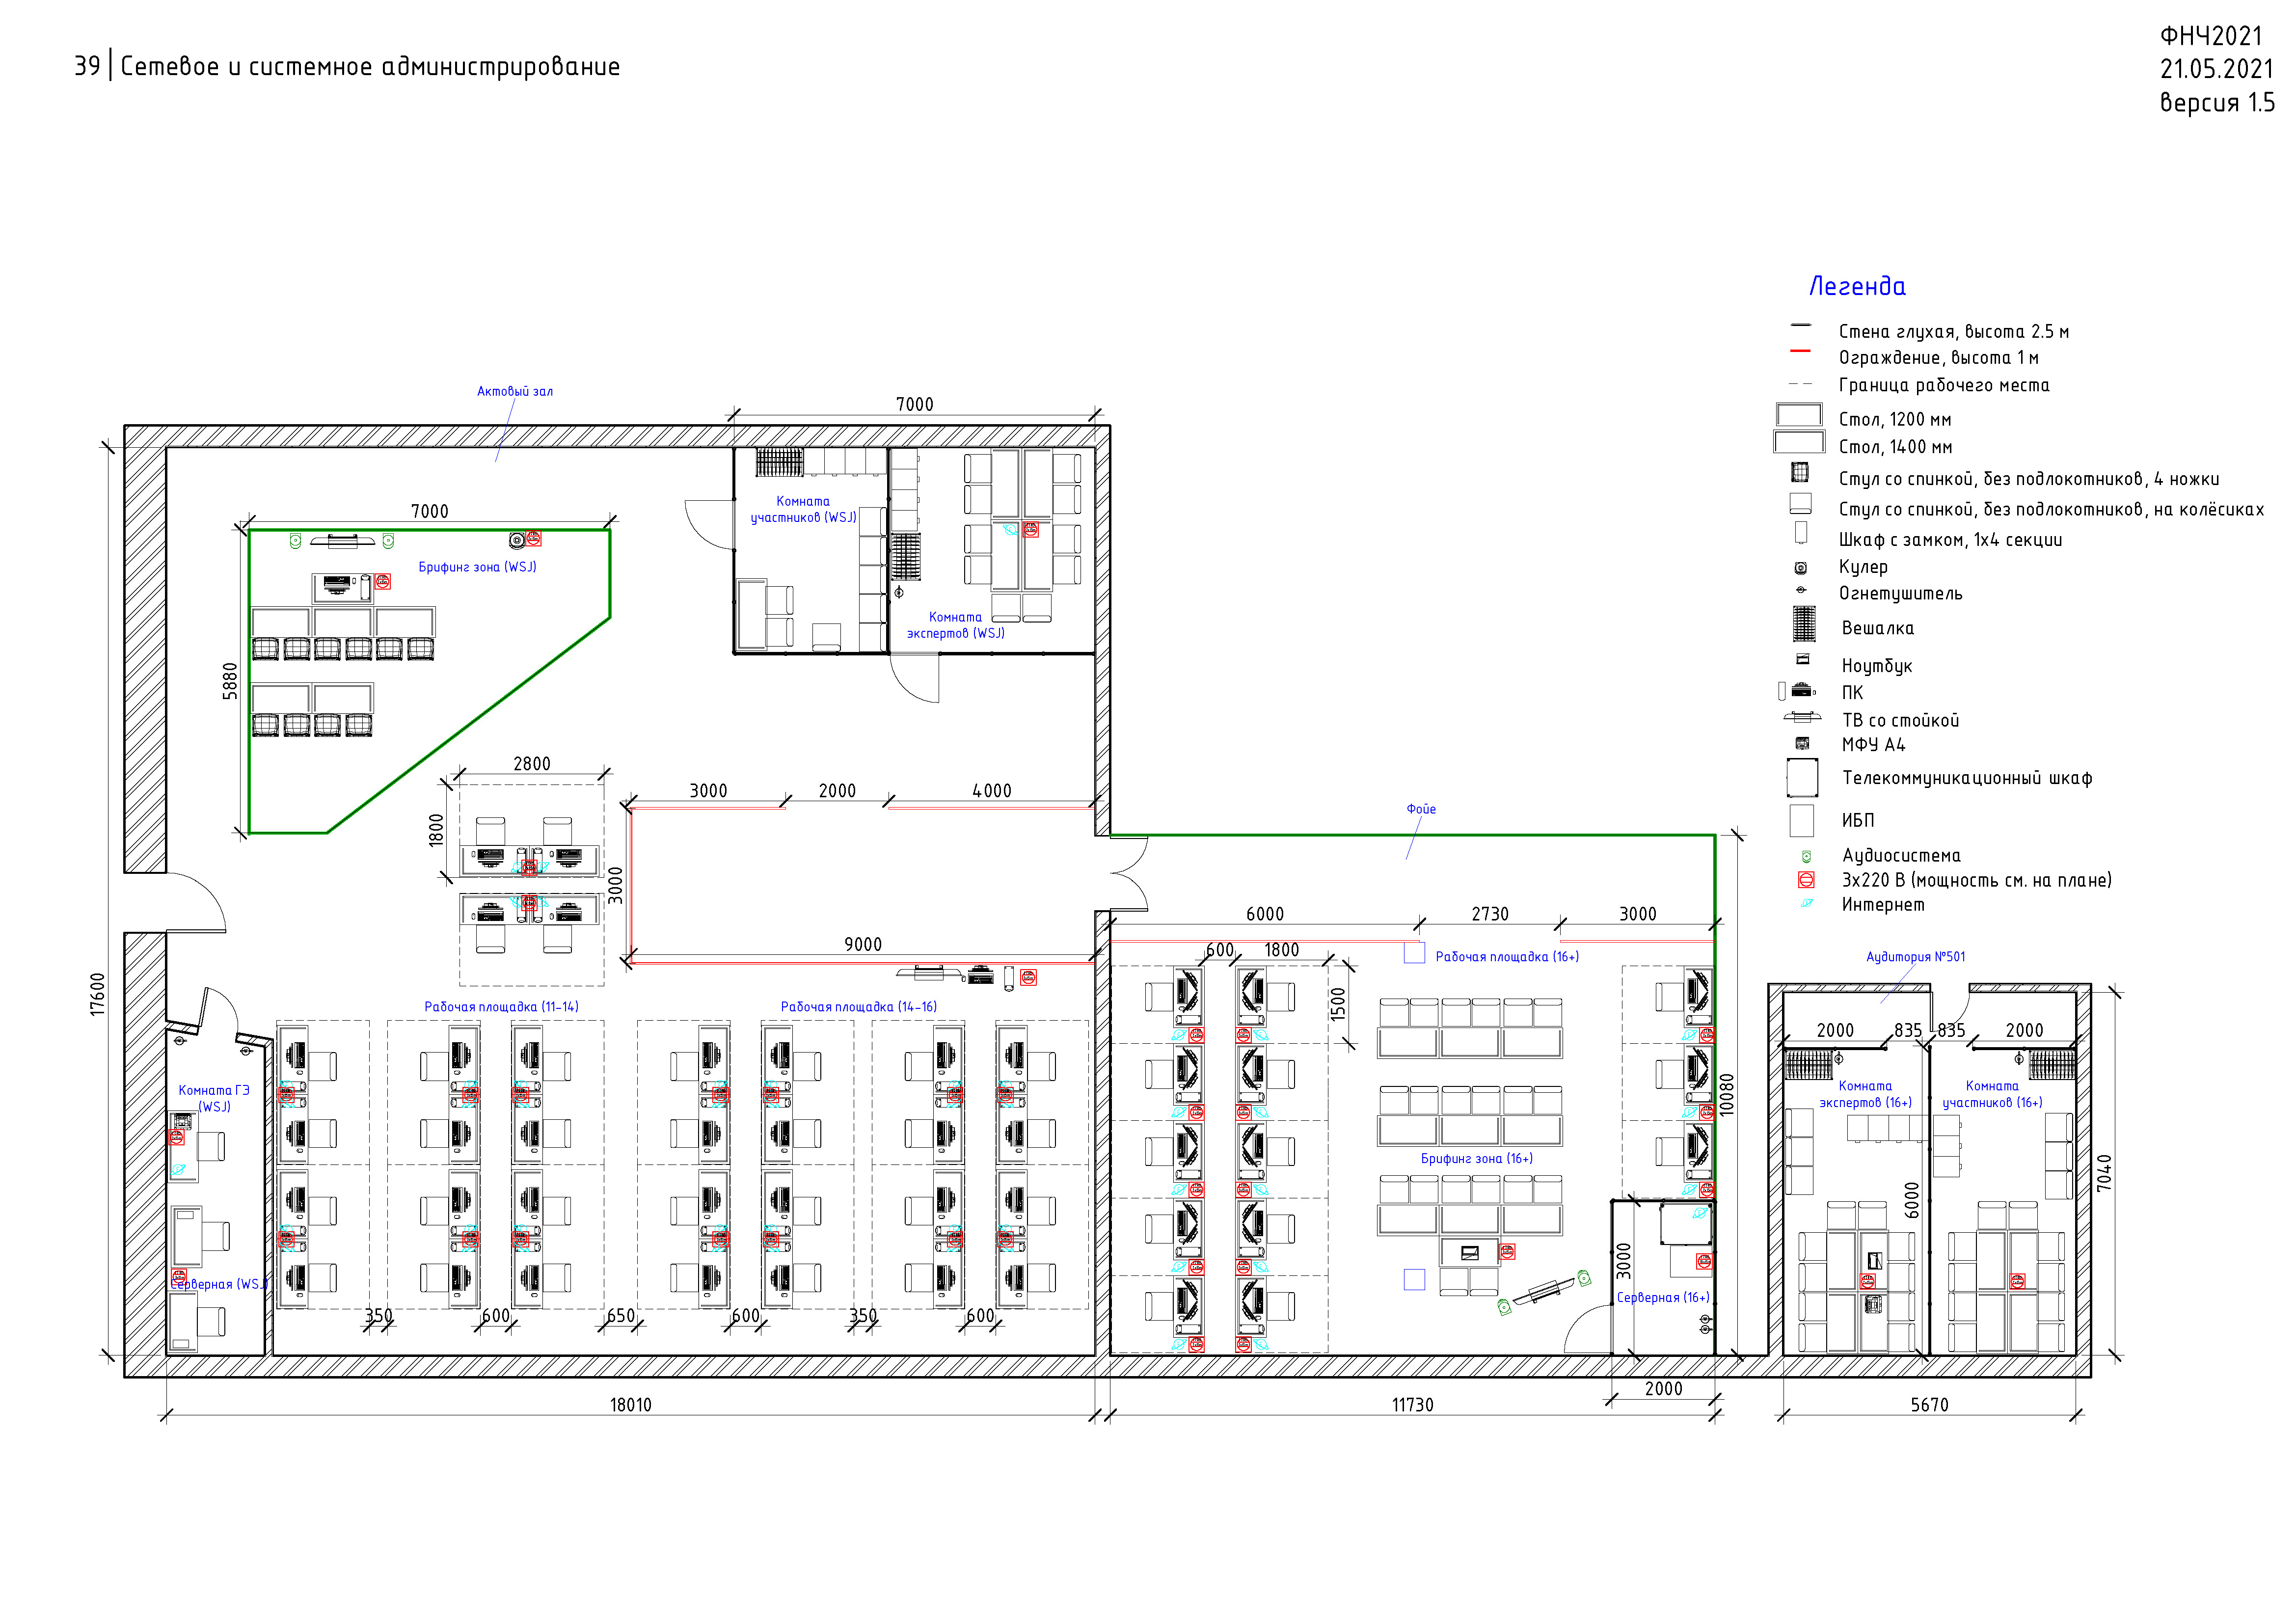 39 | Сетевое и системное администрирование
ФНЧ2021
21.05.2021
версия 1.5
Легенда
Стена глухая, высота 2.5 м
Ограждение, высота 1 м
Граница рабочего места
Стол, 1200 мм
Стол, 1400 мм
Стул со спинкой, без подлокотников, 4 ножки
Стул со спинкой, без подлокотников, на колёсиках
Шкаф с замком, 1х4 секции
Кулер
Огнетушитель
Вешалка
Ноутбук
ПК
ТВ со стойкой
МФУ А4
Телекоммуникационный шкаф
ИБП
Аудиосистема
3х220 В (мощность см. на плане)
Интернет
Актовый зал
7000
7000
Комната
участников (WSJ)
Брифинг зона (WSJ)
Комната
экспертов (WSJ)
5880
2800
3000
2000
4000
1800
3000
Фойе
6000
2730
3000
9000
600
1800
Рабочая площадка (16+)
Аудитория №501
17600
Рабочая площадка (11-14)
Рабочая площадка (14-16)
1500
2000
835
835
2000
Комната ГЭ
(WSJ)
10080
Комната
экспертов (16+)
Комната
участников (16+)
Брифинг зона (16+)
7040
6000
Серверная (WSJ)
3000
Серверная (16+)
350
600
650
600
350
600
2000
18010
11730
5670